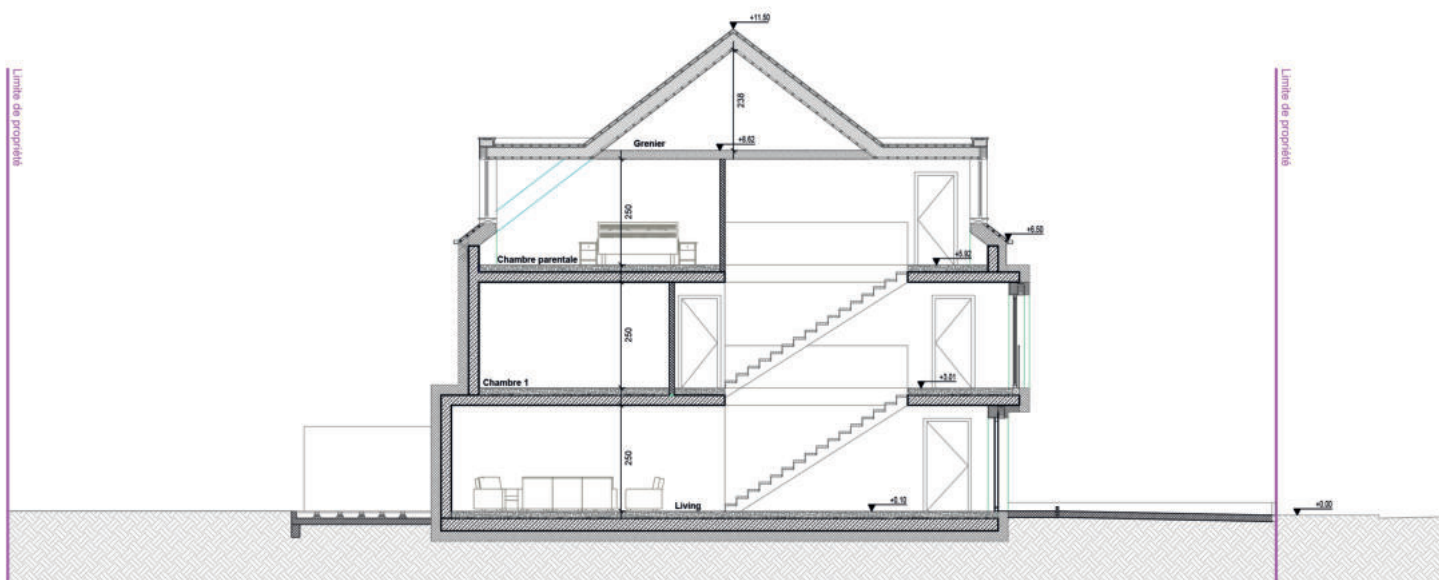 +11.50
Limite de propriété
Limite de propriété
238
Grenier
+8.62
250
+6.50
Chambre parentale
+5.92
250
Chambre 1
+3.01
250
Living
+0.10
+0.00